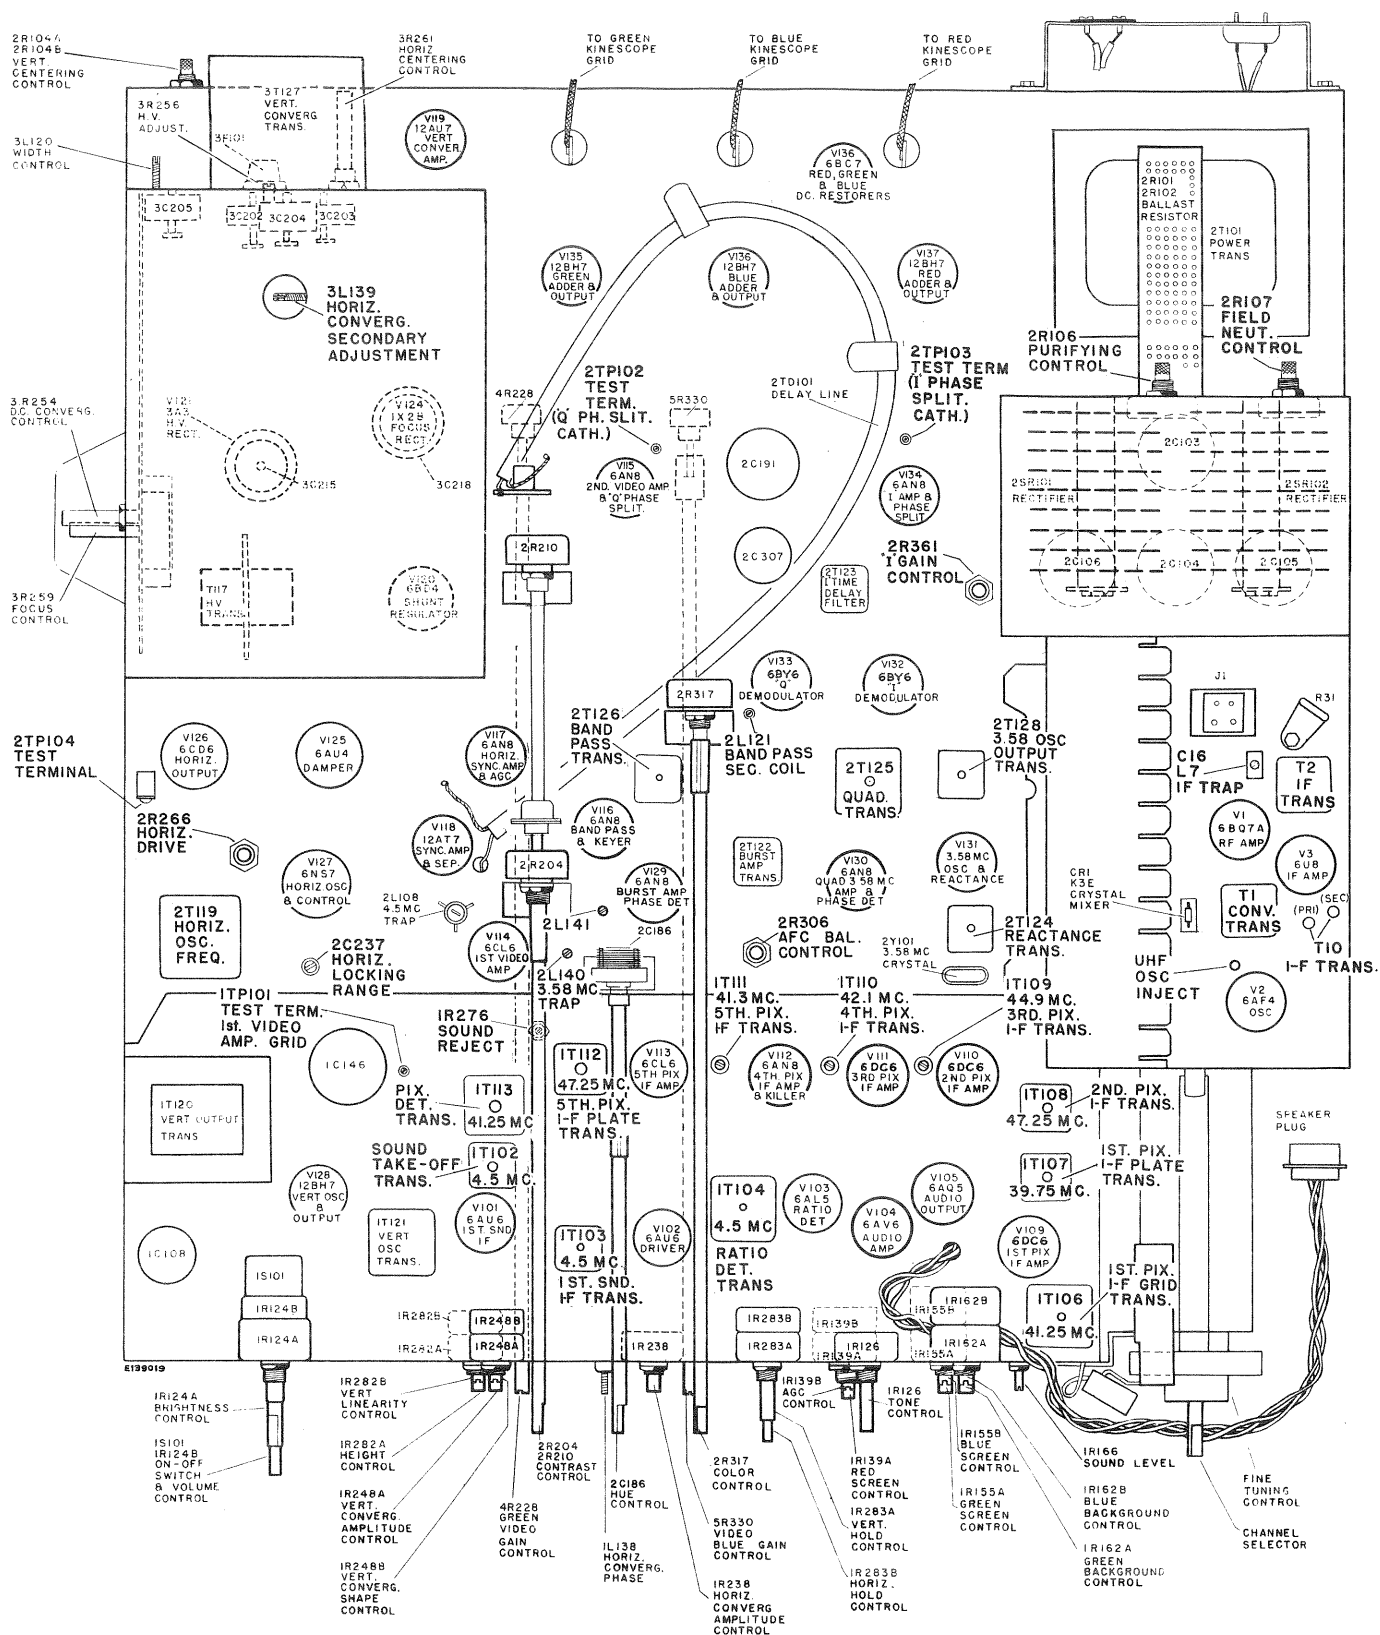 2R104A
2R104B
VERT.
CENTERING
CONTROL
3R261
HORIZ
CENTERING
CONTROL
TO GREEN
KINESCOPE
GRID
TO BLUE
KINESCOPE
GRID
TO RED
KINESCOPE
GRID
3R256
H.V.
ADJUST.
3T127
VERT.
CONVERG
TRANS.
3F101
3L120
WIDTH
CONTROL
V119
12AU7
VERT
CONVER.
AMP.
V136
6BC7
RED, GREEN
& BLUE
D.C. RESTORERS
2R101
2R102
BALLAST
RESISTOR
2T101
POWER
TRANS
3C205
3C202
3C204
3C203
V135
12BH7
GREEN
ADDER &
OUTPUT
V136
12BH7
BLUE
ADDER
& OUTPUT
V137
12BH7
RED
ADDER &
OUTPUT
3L139
HORIZ.
CONVERG.
SECONDARY
ADJUSTMENT
2R107
FIELD
NEUT.
CONTROL
2R106
PURIFYING
CONTROL
2TP102
TEST
TERM.
(Q PH. SLIT.
CATH.)
2TP103
TEST TERM
("I" PHASE
SPLIT.
CATH.)
2TD101
DELAY LINE
4R228
5R330
3R254
D.C. CONVERG.
CONTROL
V121
3A3
H.V.
RECT.
V124
1X2B
FOCUS
RECT.
3C215
3C218
V115
6AN8
2ND. VIDEO AMP.
& "Q" PHASE
SPLIT.
2C191
V134
6AN8
"I" AMP &
PHASE
SPLIT
2C103
2SR101
RECTIFIER
2SR102
RECTIFIER
2C106
2C104
2C105
2R210
2C307
2R361
"I" GAIN
CONTROL
2T123
I TIME
DELAY
FILTER
T117
HV
TRANS
V120
6BD4
SHUNT
REGULATOR
3R259
FOCUS
CONTROL
V133
6BY6
"Q"
DEMODULATOR
V132
6BY6
"I"
DEMODULATOR
2R317
J1
R31
2TP104
TEST
TERMINAL
V126
6CD6
HORIZ.
OUTPUT
V125
6AU4
DAMPER
V117
6AN8
HORIZ.
SYNC. AMP
& AGC
2T126
BAND
PASS
TRANS.
2L121
BAND PASS
SEC. COIL
2T125
QUAD.
TRANS.
2T128
3.58 OSC
OUTPUT
TRANS.
C16
L7
IF TRAP
T2
IF
TRANS
2R266
HORIZ.
DRIVE
V118
12AT7
SYNC. AMP
& SEP.
V116
6AN8
BAND PASS
& KEYER
V1
6BQ7A
RF AMP
V3
6U8
IF AMP
V127
6NS7
HORIZ. OSC
& CONTROL
2R204
V129
6AN8
BURST AMP
PHASE DET
2T122
BURST
AMP
TRANS.
V130
6AN8
QUAD 3.58 MC
AMP &
PHASE DET
V131
3.58 MC
OSC &
REACTANCE
CR1
K3E
CRYSTAL
MIXER
T1
CONV.
TRANS
(SEC)
(PRI)
T10
I-F TRANS.
2L108
4.5 MC
TRAP
2T119
HORIZ.
OSC.
FREQ.
2L141
2C186
2R306
AFC BAL.
CONTROL
2T124
REACTANCE
TRANS.
2Y101
3.58 MC
CRYSTAL
V114
6CL6
1ST VIDEO
AMP
2C237
HORIZ.
LOCKING
RANGE
2L140
3.58 MC
TRAP
UHF
OSC
INJECT
V2
6AF4
OSC
1TP101
TEST TERM.
1st. VIDEO
AMP. GRID
1R276
SOUND
REJECT
1T111
41.3 MC.
5TH. PIX.
I-F TRANS.
1T110
42.1 MC.
4TH. PIX.
I-F TRANS.
1T109
44.9 MC.
3RD. PIX.
I-F TRANS.
1C146
PIX.
DET.
TRANS.
1T113
41.25 MC
1T112
47.25 MC.
5TH. PIX.
I-F PLATE
TRANS.
V113
6CL6
5TH PIX
IF AMP
V112
6AN8
4TH. PIX
IF AMP
& KILLER
V111
6DC6
3RD PIX
IF AMP
V110
6DC6
2ND PIX
IF AMP
1T108
47.25 MC.
2ND. PIX.
I-F TRANS.
SPEAKER
PLUG
1T120
VERT. OUTPUT
TRANS
SOUND
TAKE-OFF
TRANS.
1T102
4.5 MC.
1T107
39.75 MC.
1ST. PIX.
I-F PLATE
TRANS.
V128
12BH7
VERT OSC
&
OUTPUT
1T121
VERT
OSC
TRANS.
V101
6AU6
1ST. SND
IF
1T103
4.5 MC.
1ST. SND.
I-F TRANS.
V102
6AU6
DRIVER
1T104
4.5 MC
RATIO
DET.
TRANS
V103
6AL5
RATIO
DET
V104
6AV6
AUDIO
AMP
V105
6AQ5
AUDIO
OUTPUT
V109
6DC6
1ST PIX
IF AMP
1C108
1S101
1R124B
1R124A
1R282B
1R282A
1R248B
1R248A
1R238
1R283B
1R283A
1R139B
1R139A
1R126
1R155B
1R155A
1R162B
1R162A
1T106
41.25 MC.
1ST. PIX.
I-F GRID
TRANS.
E139019
1R124A
BRIGHTNESS
CONTROL
1S101
1R124B
ON-OFF
SWITCH
& VOLUME
CONTROL
1R282B
VERT
LINEARITY
CONTROL
1R282A
HEIGHT
CONTROL
1R248A
VERT.
CONVERG.
AMPLITUDE
CONTROL
1R248B
VERT.
CONVERG.
SHAPE
CONTROL
4R228
GREEN
VIDEO
GAIN
CONTROL
2R204
2R210
CONTRAST
CONTROL
2C186
HUE
CONTROL
1L138
HORIZ.
CONVERG.
PHASE
2R317
COLOR
CONTROL
5R330
VIDEO
BLUE GAIN
CONTROL
1R238
HORIZ.
CONVERG
AMPLITUDE
CONTROL
1R139B
AGC
CONTROL
1R126
TONE
CONTROL
1R139A
RED
SCREEN
CONTROL
1R283A
VERT.
HOLD
CONTROL
1R283B
HORIZ.
HOLD
CONTROL
1R155B
BLUE
SCREEN
CONTROL
1R155A
GREEN
SCREEN
CONTROL
1R166
SOUND LEVEL
1R162B
BLUE
BACKGROUND
CONTROL
1R162A
GREEN
BACKGROUND
CONTROL
FINE
TUNING
CONTROL
CHANNEL
SELECTOR